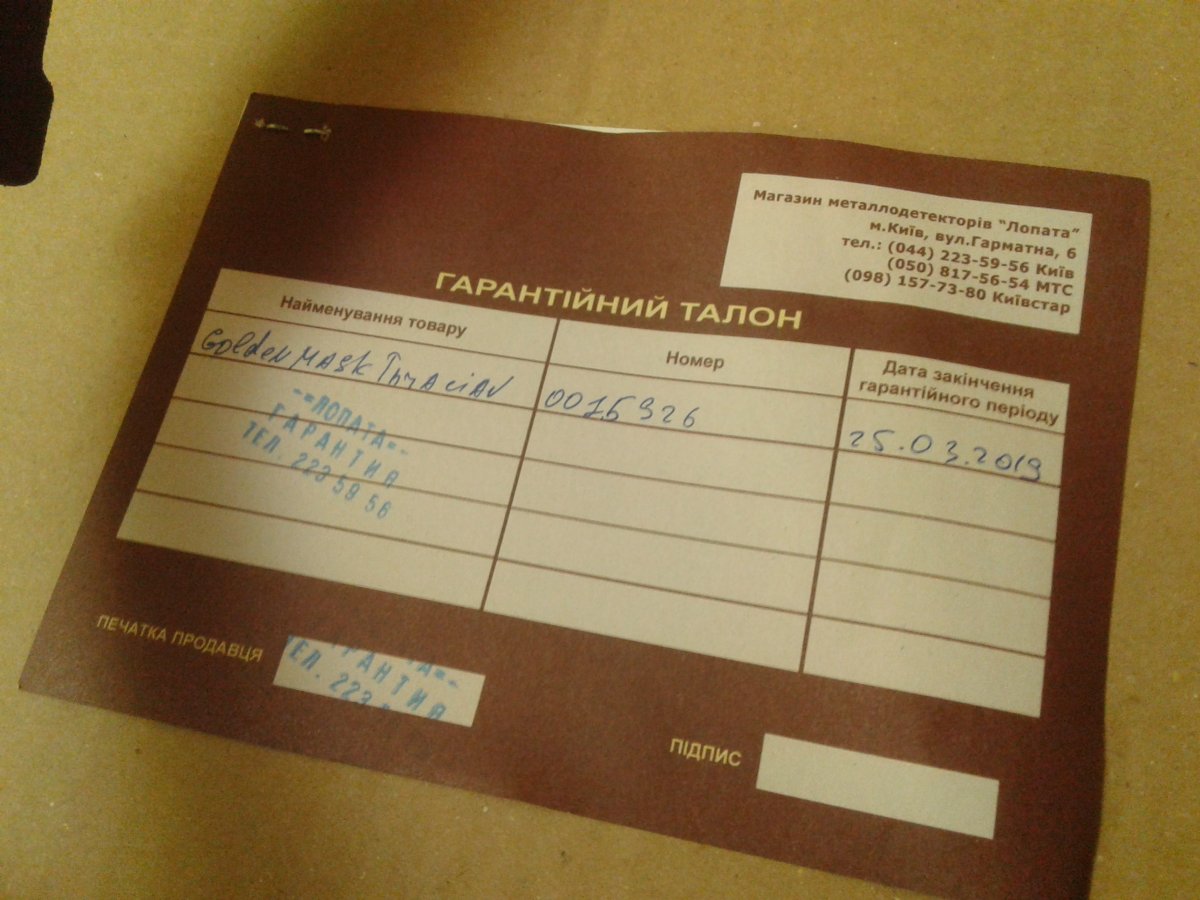 Магазин металлодетекторів "Лопата"
м.Київ, вул.Гарматна, 6
тел.: (044) 223-59-56 Київ
(050) 817-56-54 МТС
(098) 157-73-80 Київстар
ГАРАНТІЙНИЙ ТАЛОН
Найменування товару
Номер
Дата закінчення
гарантійного періоду
Golden MASK Thracian
0015926
25.03.2019
-=ЛОПАТА=-
ГАРАНТИЯ
ТЕЛ. 223 59 56
ПЕЧАТКА ПРОДАВЦЯ
ГАРАНТИЯ
ТЕЛ. 223
ПІДПИС